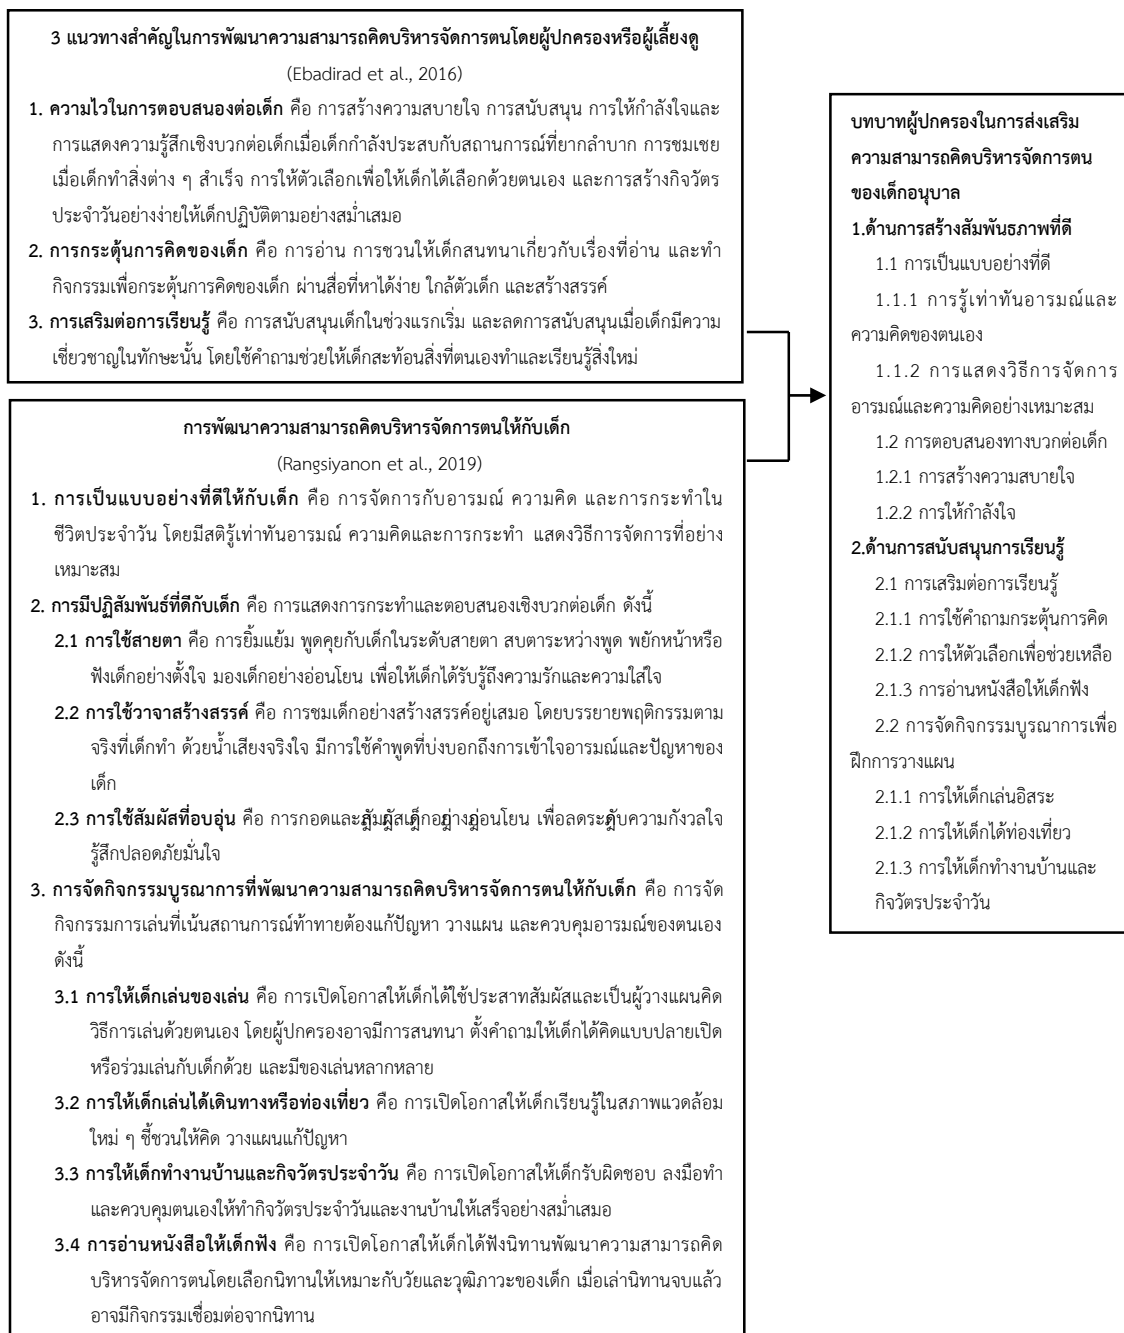 3 แนวทางสำคัญในการพัฒนาความสามารถคิดบริหารจัดการตนโดยผู้ปกครองหรือผู้เลี้ยงดู
(Ebadirad et al., 2016)
1. ความไวในการตอบสนองต่อเด็ก คือ การสร้างความสบายใจ การสนับสนุน การให้กำลังใจและ
การแสดงความรู้สึกเชิงบวกต่อเด็กเมื่อเด็กกำลังประสบกับสถานการณ์ที่ยากลำบาก การชมเชย
เมื่อเด็กทำสิ่งต่าง ๆ สำเร็จ การให้ตัวเลือกเพื่อให้เด็กได้เลือกด้วยตนเอง และการสร้างกิจวัตร
ประจำวันอย่างง่ายให้เด็กปฏิบัติตามอย่างสม่ำเสมอ
2. การกระตุ้นการคิดของเด็ก คือ การอ่าน การชวนให้เด็กสนทนาเกี่ยวกับเรื่องที่อ่าน และทำ
กิจกรรมเพื่อกระตุ้นการคิดของเด็ก ผ่านสื่อที่หาได้ง่าย ใกล้ตัวเด็ก และสร้างสรรค์
3. การเสริมต่อการเรียนรู้ คือ การสนับสนุนเด็กในช่วงแรกเริ่ม และลดการสนับสนุนเมื่อเด็กมีความ
เชี่ยวชาญในทักษะนั้น โดยใช้คำถามช่วยให้เด็กสะท้อนสิ่งที่ตนเองทำและเรียนรู้สิ่งใหม่
การพัฒนาความสามารถคิดบริหารจัดการตนให้กับเด็ก
(Rangsiyanon et al., 2019)
1. การเป็นแบบอย่างที่ดีให้กับเด็ก คือ การจัดการกับอารมณ์ ความคิด และการกระทำใน
ชีวิตประจำวัน โดยมีสติรู้เท่าทันอารมณ์ ความคิดและการกระทำ แสดงวิธีการจัดการที่อย่าง
เหมาะสม
2. การมีปฏิสัมพันธ์ที่ดีกับเด็ก คือ การแสดงการกระทำและตอบสนองเชิงบวกต่อเด็ก ดังนี้
2.1 การใช้สายตา คือ การยิ้มแย้ม พูดคุยกับเด็กในระดับสายตา สบตาระหว่างพูด พยักหน้าหรือ
ฟังเด็กอย่างตั้งใจ มองเด็กอย่างอ่อนโยน เพื่อให้เด็กได้รับรู้ถึงความรักและความใส่ใจ
2.2 การใช้วาจาสร้างสรรค์ คือ การชมเด็กอย่างสร้างสรรค์อยู่เสมอ โดยบรรยายพฤติกรรมตาม
จริงที่เด็กทำ ด้วยน้ำเสียงจริงใจ มีการใช้คำพูดที่บ่งบอกถึงการเข้าใจอารมณ์และปัญหาของ
เด็ก
2.3 การใช้สัมผัสที่อบอุ่น คือ การกอดและสัมผัสเด็กอย่างอ่อนโยน เพื่อลดระดับความกังวลใจ
รู้สึกปลอดภัยมั่นใจ
3. การจัดกิจกรรมบูรณาการที่พัฒนาความสามารถคิดบริหารจัดการตนให้กับเด็ก คือ การจัด
กิจกรรมการเล่นที่เน้นสถานการณ์ท้าทายต้องแก้ปัญหา วางแผน และควบคุมอารมณ์ของตนเอง
ดังนี้
3.1 การให้เด็กเล่นของเล่น คือ การเปิดโอกาสให้เด็กได้ใช้ประสาทสัมผัสและเป็นผู้วางแผนคิด
วิธีการเล่นด้วยตนเอง โดยผู้ปกครองอาจมีการสนทนา ตั้งคำถามให้เด็กได้คิดแบบปลายเปิด
หรือร่วมเล่นกับเด็กด้วย และมีของเล่นหลากหลาย
3.2 การให้เด็กเล่นได้เดินทางหรือท่องเที่ยว คือ การเปิดโอกาสให้เด็กเรียนรู้ในสภาพแวดล้อม
ใหม่ ๆ ชี้ชวนให้คิด วางแผนแก้ปัญหา
3.3 การให้เด็กทำงานบ้านและกิจวัตรประจำวัน คือ การเปิดโอกาสให้เด็กรับผิดชอบ ลงมือทำ
และควบคุมตนเองให้ทำกิจวัตรประจำวันและงานบ้านให้เสร็จอย่างสม่ำเสมอ
3.4 การอ่านหนังสือให้เด็กฟัง คือ การเปิดโอกาสให้เด็กได้ฟังนิทานพัฒนาความสามารถคิด
บริหารจัดการตนโดยเลือกนิทานให้เหมาะกับวัยและวุฒิภาวะของเด็ก เมื่อเล่านิทานจบแล้ว
อาจมีกิจกรรมเชื่อมต่อจากนิทาน
บทบาทผู้ปกครองในการส่งเสริม
ความสามารถคิดบริหารจัดการตน
ของเด็กอนุบาล
1.ด้านการสร้างสัมพันธภาพที่ดี
1.1 การเป็นแบบอย่างที่ดี
1.1.1 การรู้เท่าทันอารมณ์และ
ความคิดของตนเอง
1.1.2 การแสดงวิธีการจัดการ
อารมณ์และความคิดอย่างเหมาะสม
1.2 การตอบสนองทางบวกต่อเด็ก
1.2.1 การสร้างความสบายใจ
1.2.2 การให้กำลังใจ
2.ด้านการสนับสนุนการเรียนรู้
2.1 การเสริมต่อการเรียนรู้
2.1.1 การใช้คำถามกระตุ้นการคิด
2.1.2 การให้ตัวเลือกเพื่อช่วยเหลือ
2.1.3 การอ่านหนังสือให้เด็กฟัง
2.2 การจัดกิจกรรมบูรณาการเพื่อ
ฝึกการวางแผน
2.1.1 การให้เด็กเล่นอิสระ
2.1.2 การให้เด็กได้ท่องเที่ยว
2.1.3 การให้เด็กทำงานบ้านและ
กิจวัตรประจำวัน